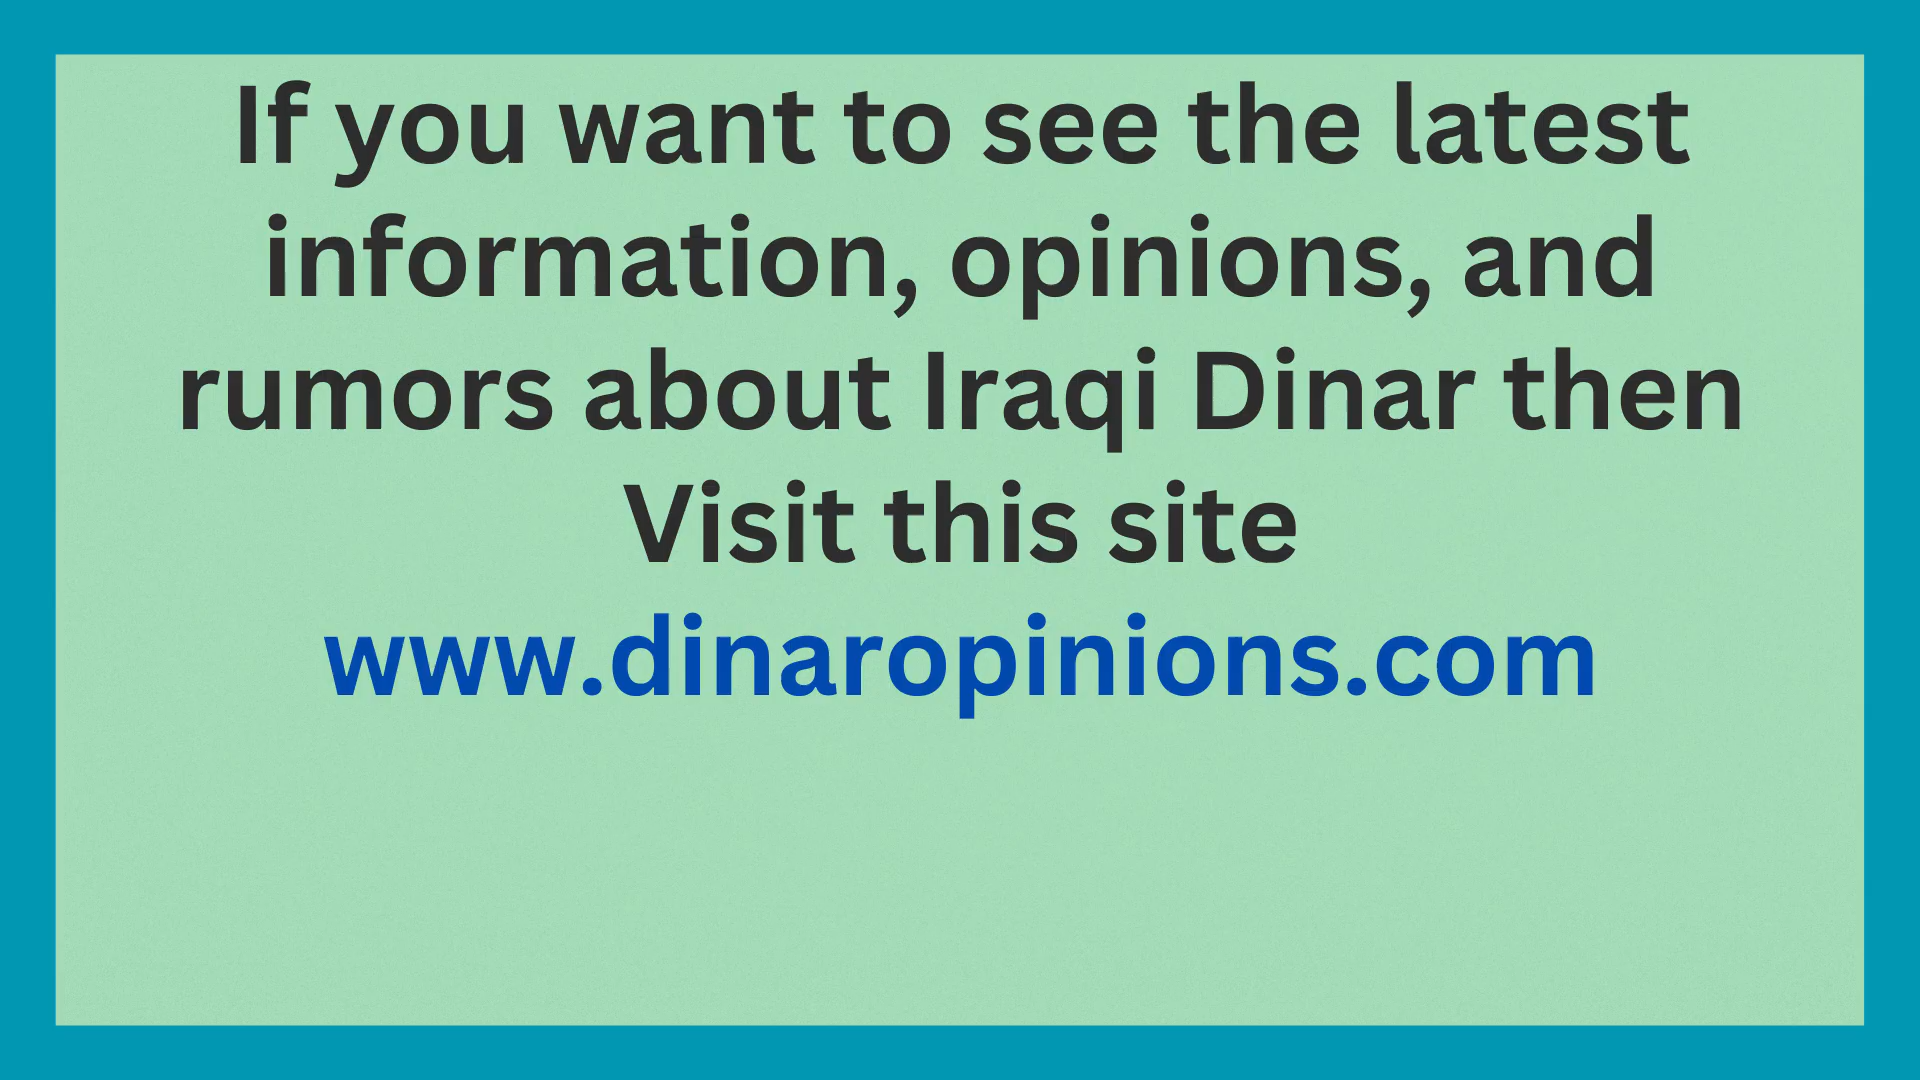 If you want to see the latest
information, opinions, and
rumors about Iraqi Dinar then
Visit this site
www.dinaropinions.com